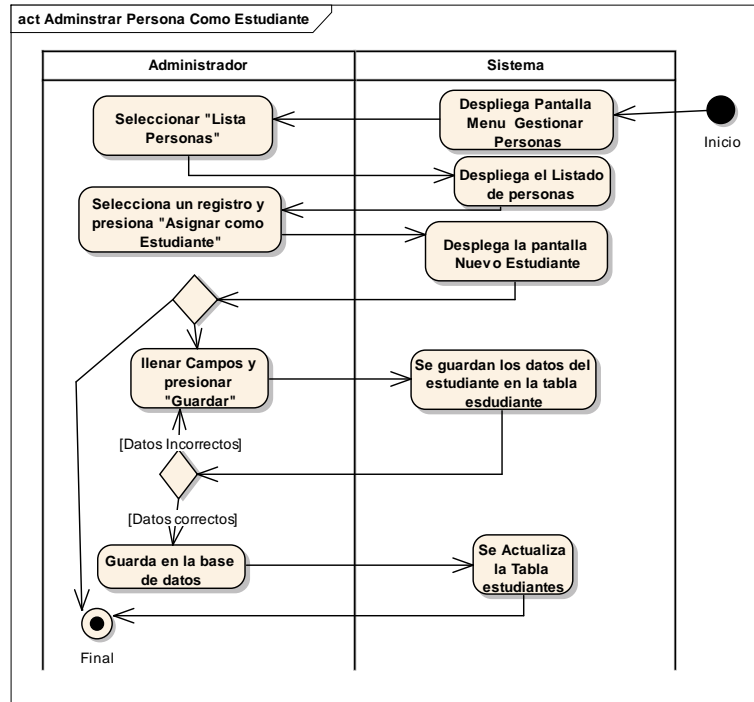 act Adminstrar Persona Como Estudiante
Administrador
Sistema
Seleccionar "Lista
Personas"
Despliega Pantalla
Menu Gestionar
Personas
Inicio
Despliega el Listado
de personas
Selecciona un registro y
presiona "Asignar como
Estudiante"
Desplega la pantalla
Nuevo Estudiante
llenar Campos y
presionar
"Guardar"
Se guardan los datos del
estudiante en la tabla
esdudiante
[Datos Incorrectos]
[Datos correctos]
Guarda en la base
de datos
Se Actualiza
la Tabla
estudiantes
Final